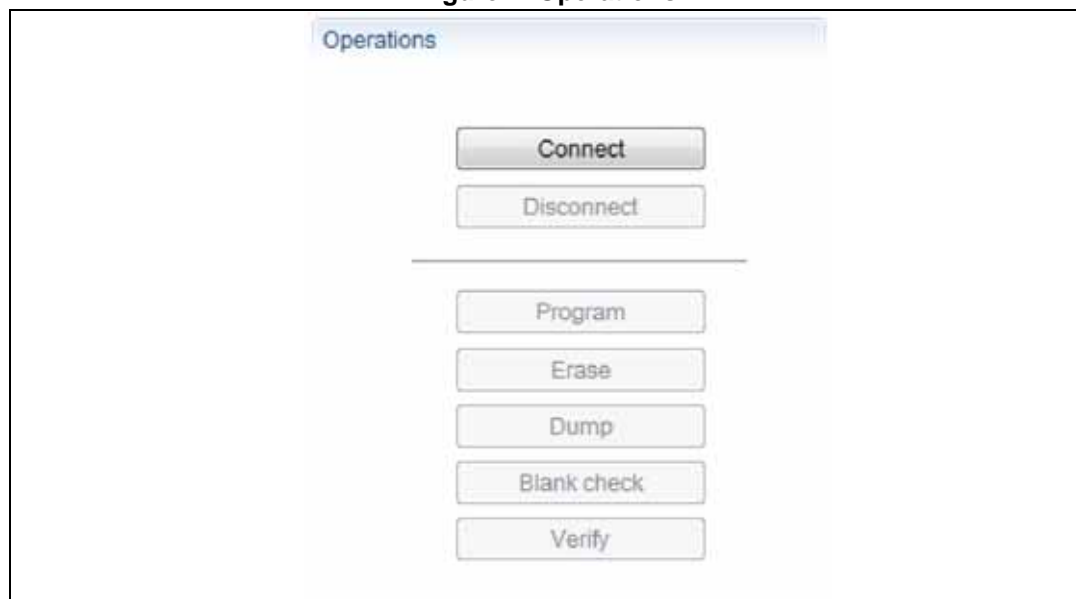 Operations
Connect
Disconnect
Program
Erase
Dump
Blank check
Verify